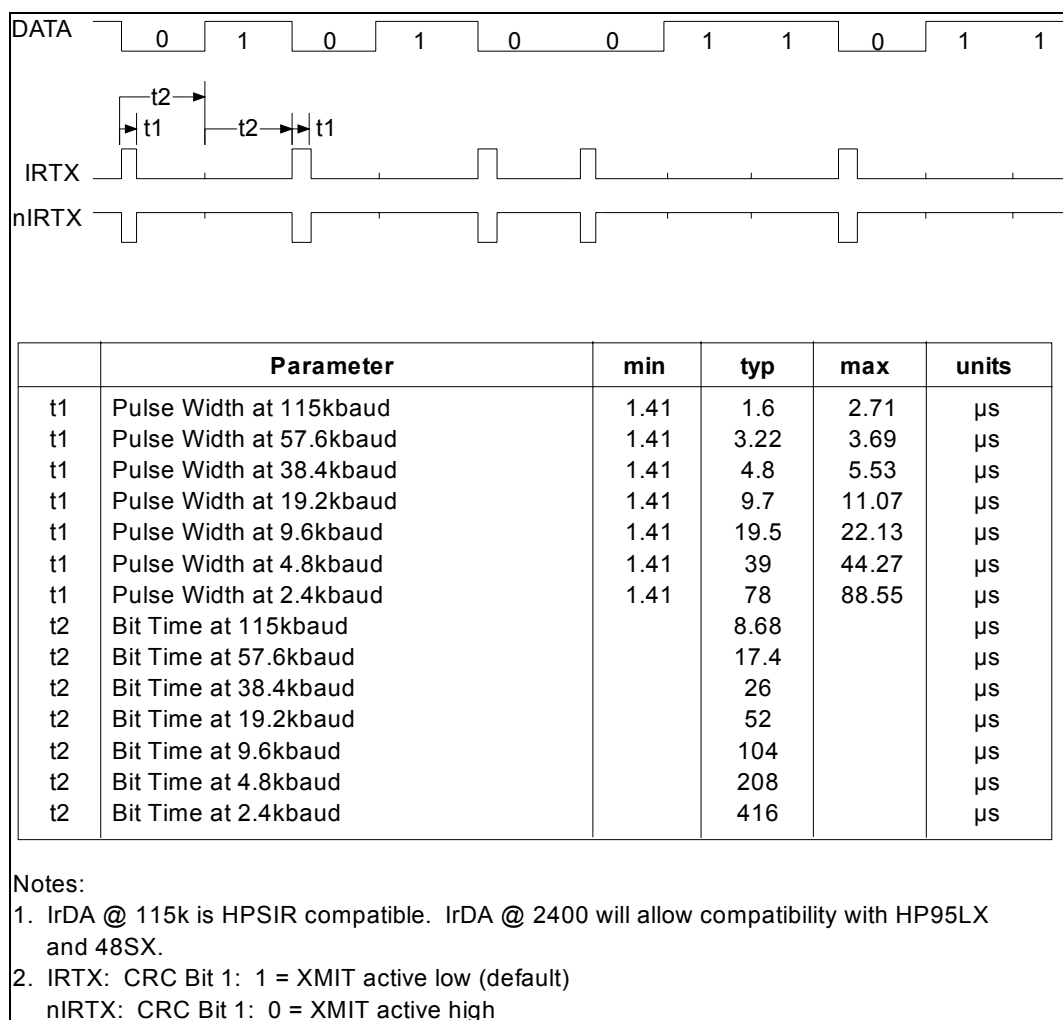 DATA 0 1 0 1 0 0 1 1 0 1 1
t2
t1 t2 t1
IRTX
nIRTX
Parameter min typ max units
t1 Pulse Width at 115kbaud 1.41 1.6 2.71 µs
t1 Pulse Width at 57.6kbaud 1.41 3.22 3.69 µs
t1 Pulse Width at 38.4kbaud 1.41 4.8 5.53 µs
t1 Pulse Width at 19.2kbaud 1.41 9.7 11.07 µs
t1 Pulse Width at 9.6kbaud 1.41 19.5 22.13 µs
t1 Pulse Width at 4.8kbaud 1.41 39 44.27 µs
t1 Pulse Width at 2.4kbaud 1.41 78 88.55 µs
t2 Bit Time at 115kbaud 8.68 µs
t2 Bit Time at 57.6kbaud 17.4 µs
t2 Bit Time at 38.4kbaud 26 µs
t2 Bit Time at 19.2kbaud 52 µs
t2 Bit Time at 9.6kbaud 104 µs
t2 Bit Time at 4.8kbaud 208 µs
t2 Bit Time at 2.4kbaud 416 µs
Notes:
1. IrDA @ 115k is HPSIR compatible. IrDA @ 2400 will allow compatibility with HP95LX
and 48SX.
2. IRTX: CRC Bit 1: 1 = XMIT active low (default)
nIRTX: CRC Bit 1: 0 = XMIT active high